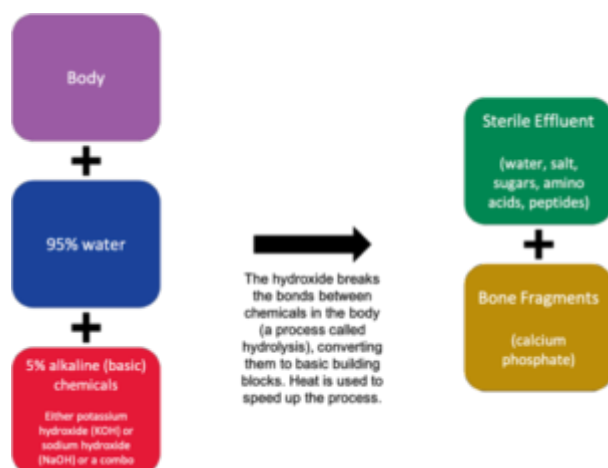 Body
+
95% water
+
5% alkaline (basic)
chemicals
Either potassium
hydroxide (KOH) or
sodium hydroxide
(NaOH) or a combo
The hydroxide breaks
the bonds between
chemicals in the body
(a process called
hydrolysis), converting
them to basic building
blocks. Heat is used to
speed up the process.
Sterile Effluent
(water, salt,
sugars, amino
acids, peptides)
+
Bone Fragments
(calcium
phosphate)